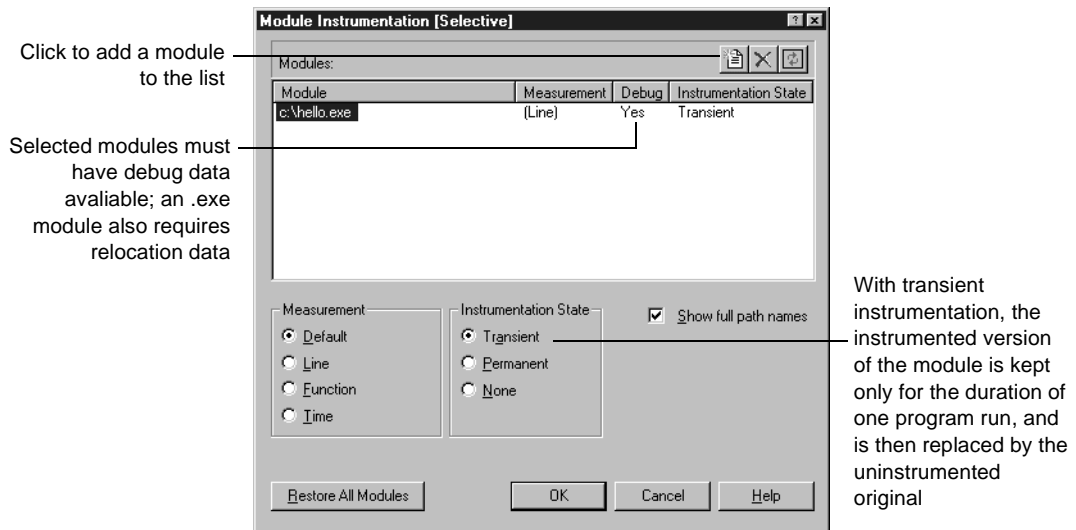 Module Instrumentation [Selective]
Click to add a module
to the list
Modules:
Module Measurement Debug Instrumentation State
c:\hello.exe (Line) Yes Transient
Selected modules must
have debug data
avaliable; an .exe
module also requires
relocation data
Measurement
Default
Line
Function
Time
Instrumentation State
Transient
Permanent
None
Show full path names
With transient
instrumentation, the
instrumented version
of the module is kept
only for the duration of
one program run, and
is then replaced by the
uninstrumented
original
Restore All Modules
OK
Cancel
Help